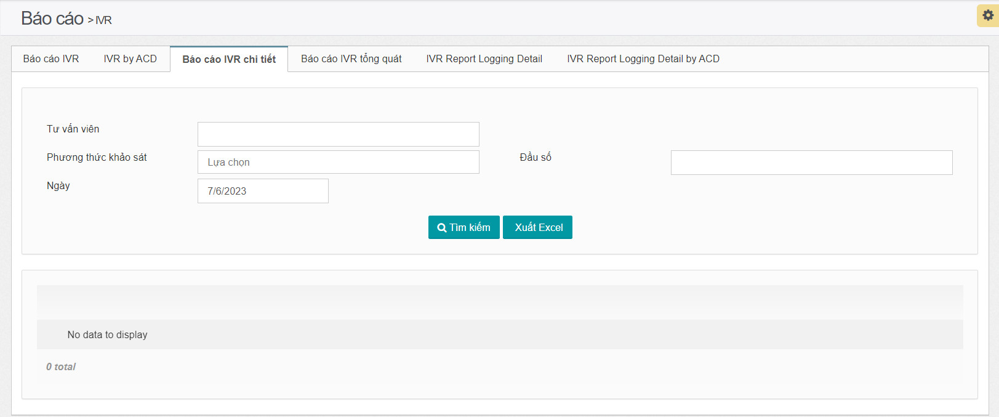 Báo cáo > IVR
Báo cáo IVR IVR by ACD Báo cáo IVR chi tiết Báo cáo IVR tổng quát IVR Report Logging Detail IVR Report Logging Detail by ACD
Tư vấn viên
Phương thức khảo sát Lựa chọn Đầu số
Ngày 7/6/2023
Tìm kiếm Xuất Excel
No data to display
0 total